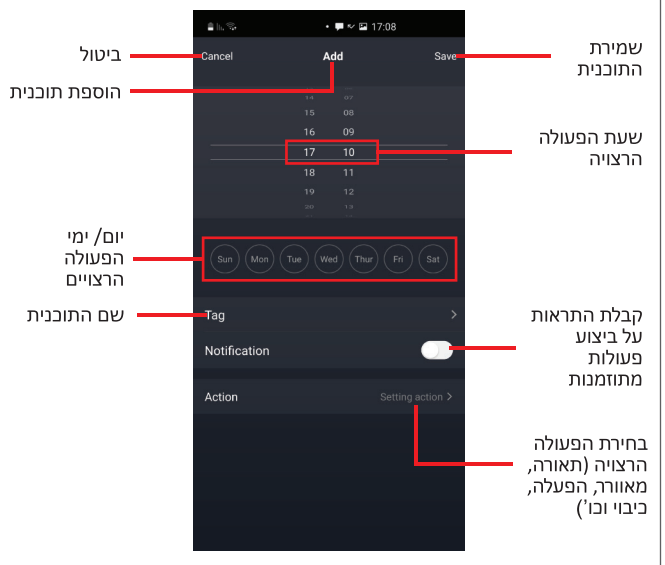 17:08
ביטול
Cancel
Add
Save
שמירת
התוכנית
הוספת תוכנית
14 07
15 08
16 09
17 10
18 11
19 12
20 13
שעת הפעולה
הרצויה
יום/ ימי
הפעולה
הרצויים
Sun Mon Tue Wed Thur Fri Sat
שם התוכנית
Tag
Notification
קבלת התראות
על ביצוע
פעולות
מתוזמנות
Action
Setting action
בחירת הפעולה
הרצויה (תאורה,
מאוורר, הפעלה,
כיבוי וכו')